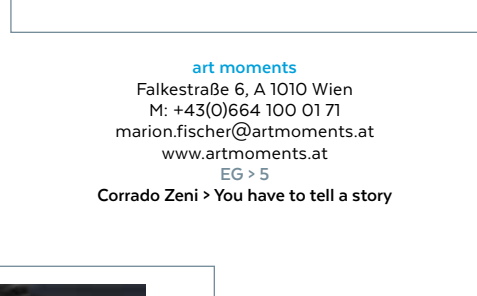 art moments
Falkestraße 6, A 1010 Wien
M: +43(0)664 100 01 71
marion.fischer@artmoments.at
www.artmoments.at
EG > 5
Corrado Zeni > You have to tell a story